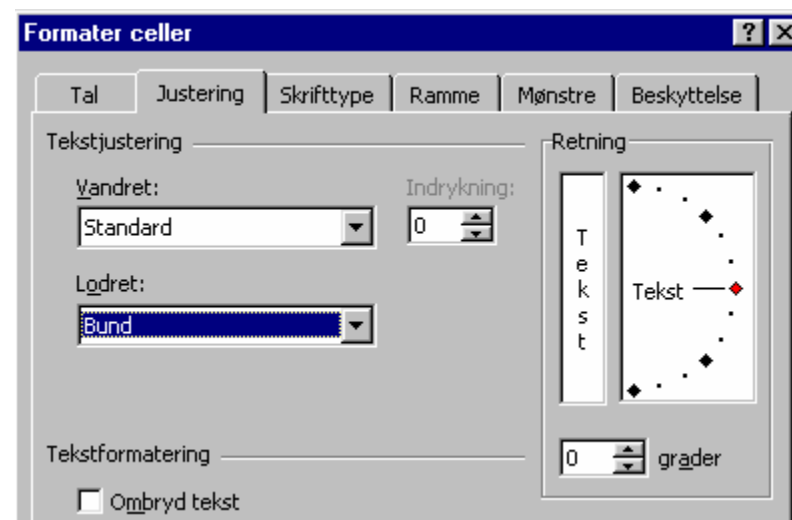 Formater celler
Tal Justering Skrifttype Ramme Mønstre Beskyttelse
Tekstjustering
Vandret:
Standard
Indrykning:
0
Lodret:
Bund
Retning
Tekst
Tekst
0 grader
Tekstformatering
Ombryd tekst